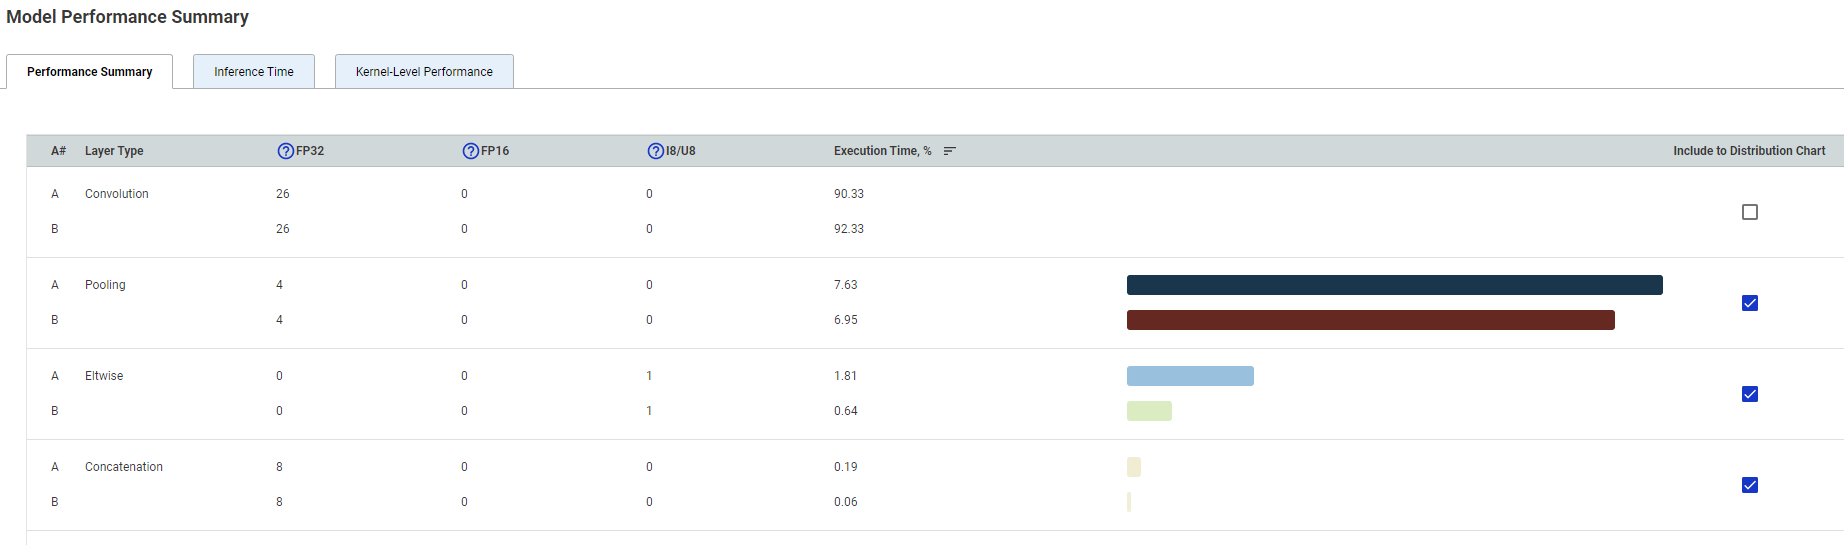 Model Performance Summary
Performance Summary Inference Time Kernel-Level Performance
A# Layer Type ?FP32 ?FP16 ?I8/U8 Execution Time, % Include to Distribution Chart
A Convolution 26 0 0 90.33
B 26 0 0 92.33
A Pooling 4 0 0 7.63
B 4 0 0 6.95
A Eltwise 0 0 1 1.81
B 0 0 1 0.64
A Concatenation 8 0 0 0.19
B 8 0 0 0.06